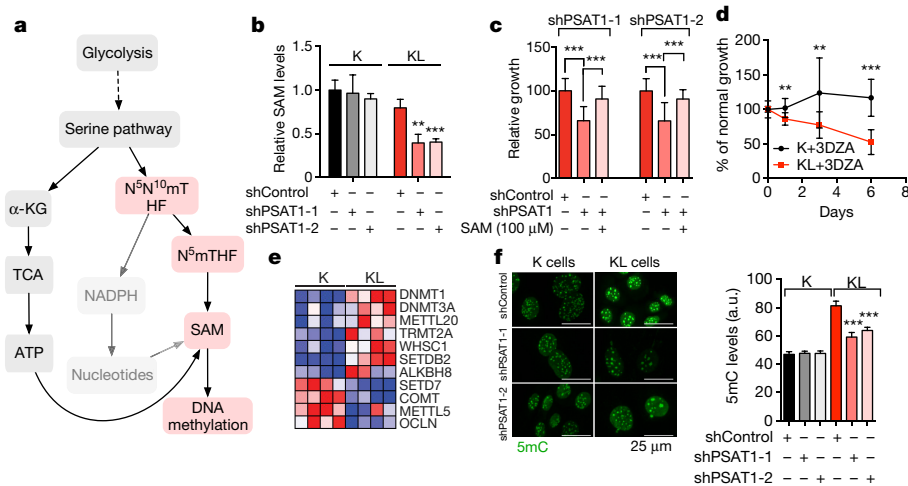 a
Glycolysis
Serine pathway
N⁵N¹⁰mT
HF
α-KG
N⁵mTHF
TCA
NADPH
SAM
ATP
Nucleotides
DNA
methylation
b
K KL
Relative SAM levels
1.5
1.0
0.5
0
** ***
shControl + – – + – –
shPSAT1-1 – + – – + –
shPSAT1-2 – – + – – +
c
shPSAT1-1 shPSAT1-2
*** *** *** ***
Relative growth
150
100
50
0
shControl + – – + – –
shPSAT1 – + + – + +
SAM (100 μM) – – + – – +
d
% of normal growth
200
150
100
50
0
** ** ***
K+3DZA
KL+3DZA
0 2 4 6 8
Days
e
K KL
DNMT1
DNMT3A
METTL20
TRMT2A
WHSC1
SETDB2
ALKBH8
SETD7
COMT
METTL5
OCLN
f
K cells KL cells
shControl
shPSAT1-1
shPSAT1-2
5mC 25 μm
K KL
5mC levels (a.u.)
100
80
60
40
20
0
*** ***
shControl + – – + – –
shPSAT1-1 – + – – + –
shPSAT1-2 – – + – – +